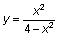 y = x²/(4 − x²)